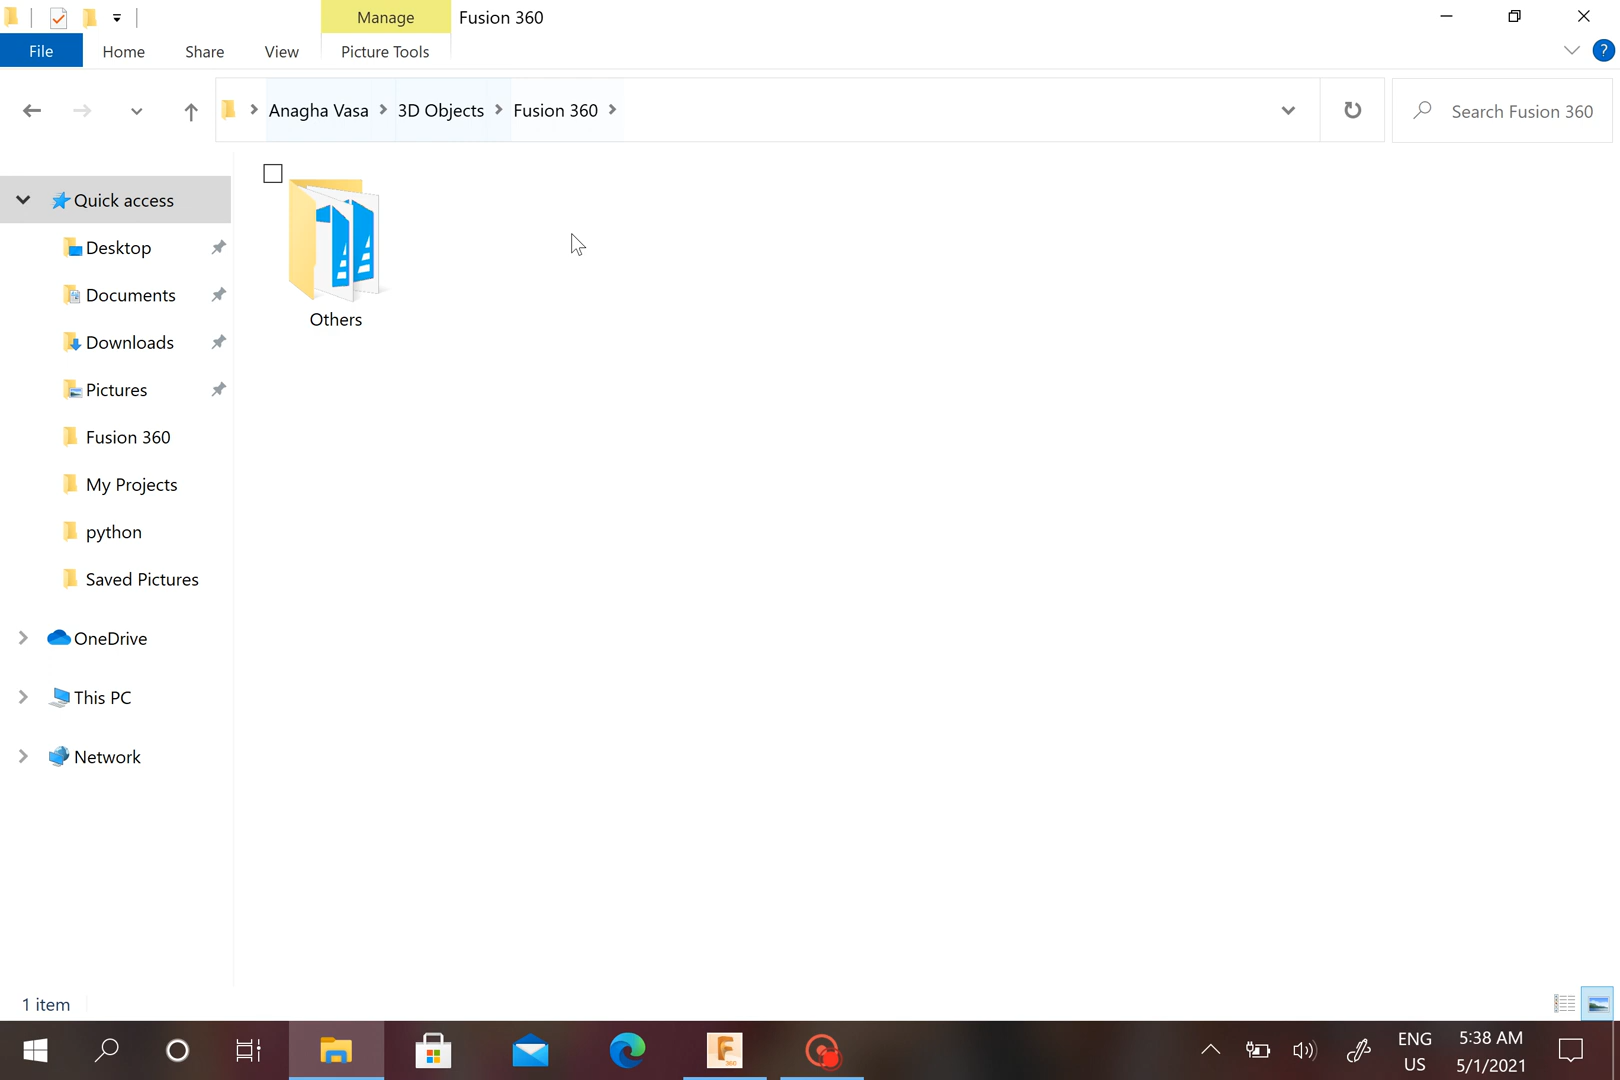 Manage
Fusion 360
File
Home
Share
View
Picture Tools
?
Anagha Vasa
3D Objects
Fusion 360
Search Fusion 360
Quick access
Desktop
Documents
Downloads
Pictures
Fusion 360
My Projects
python
Saved Pictures
OneDrive
This PC
Network
Others
1 item
F
360
ENG
US
5:38 AM
5/1/2021